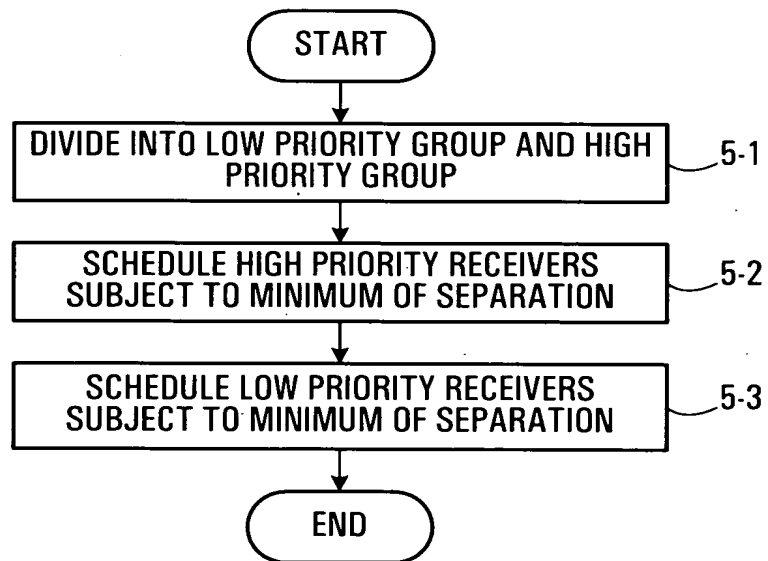 START
DIVIDE INTO LOW PRIORITY GROUP AND HIGH
PRIORITY GROUP
5-1
SCHEDULE HIGH PRIORITY RECEIVERS
SUBJECT TO MINIMUM OF SEPARATION
5-2
SCHEDULE LOW PRIORITY RECEIVERS
SUBJECT TO MINIMUM OF SEPARATION
5-3
END